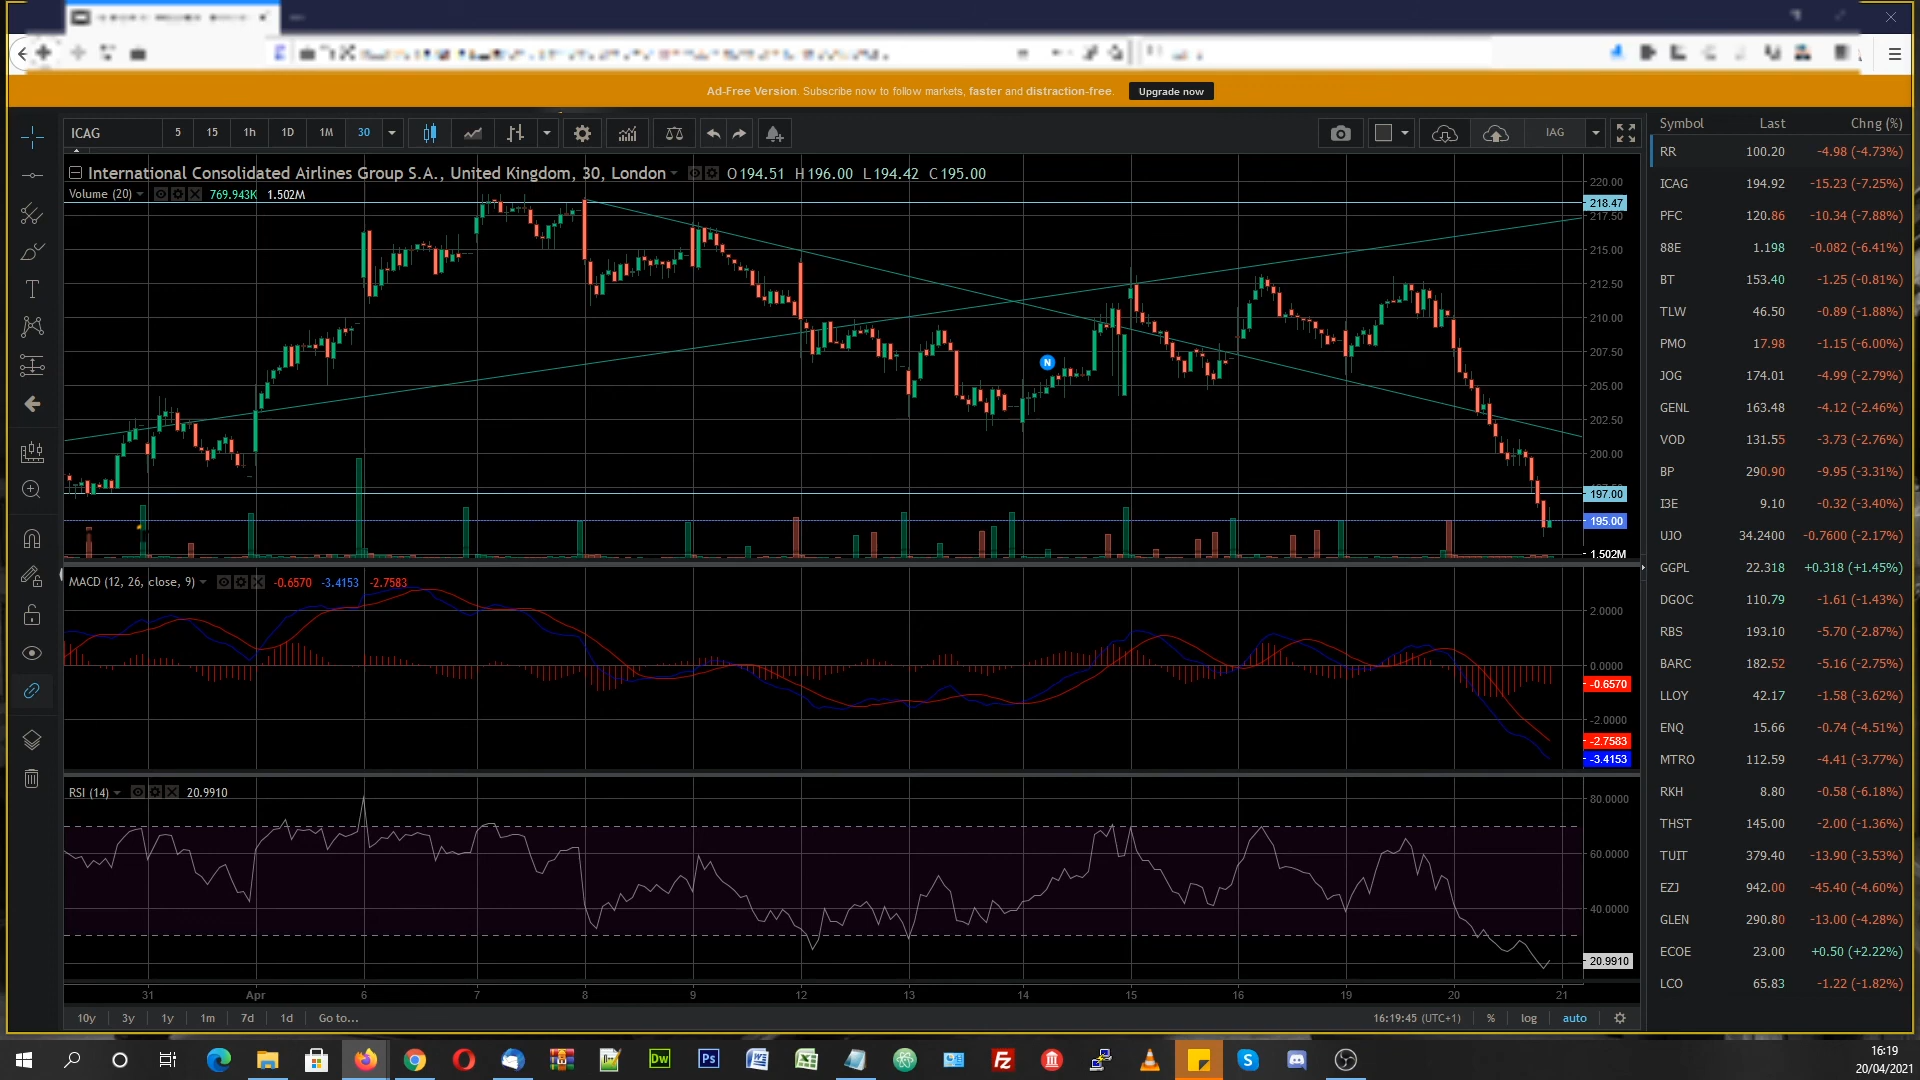 Ad-Free Version. Subscribe now to follow markets, faster and distraction-free. Upgrade now
ICAG 5 15 1h 1D 1M 30 IAG
International Consolidated Airlines Group S.A., United Kingdom, 30, London O194.51 H196.00 L194.42 C195.00
Volume (20) 769.943K 1.502M
220.00
218.47
217.50
215.00
212.50
210.00
207.50
205.00
202.50
200.00
197.00
195.00
1.502M
N
MACD (12, 26, close, 9) -0.6570 -3.4153 -2.7583
2.0000
0.0000
-0.6570
-2.0000
-2.7583
-3.4153
RSI (14) 20.9910
80.0000
60.0000
40.0000
20.9910
31 Apr 6 7 8 9 12 13 14 15 16 19 20 21
10y 3y 1y 1m 7d 1d Go to... 16:19:45 (UTC+1) % log auto
Symbol Last Chng (%)
RR 100.20 -4.98 (-4.73%)
ICAG 194.92 -15.23 (-7.25%)
PFC 120.86 -10.34 (-7.88%)
88E 1.198 -0.082 (-6.41%)
BT 153.40 -1.25 (-0.81%)
TLW 46.50 -0.89 (-1.88%)
PMO 17.98 -1.15 (-6.00%)
JOG 174.01 -4.99 (-2.79%)
GENL 163.48 -4.12 (-2.46%)
VOD 131.55 -3.73 (-2.76%)
BP 290.90 -9.95 (-3.31%)
I3E 9.10 -0.32 (-3.40%)
UJO 34.2400 -0.7600 (-2.17%)
GGPL 22.318 +0.318 (+1.45%)
DGOC 110.79 -1.61 (-1.43%)
RBS 193.10 -5.70 (-2.87%)
BARC 182.52 -5.16 (-2.75%)
LLOY 42.17 -1.58 (-3.62%)
ENQ 15.66 -0.74 (-4.51%)
MTRO 112.59 -4.41 (-3.77%)
RKH 8.80 -0.58 (-6.18%)
THST 145.00 -2.00 (-1.36%)
TUIT 379.40 -13.90 (-3.53%)
EZJ 942.00 -45.40 (-4.60%)
GLEN 290.80 -13.00 (-4.28%)
ECOE 23.00 +0.50 (+2.22%)
LCO 65.83 -1.22 (-1.82%)
Dw Ps
16:19
20/04/2021